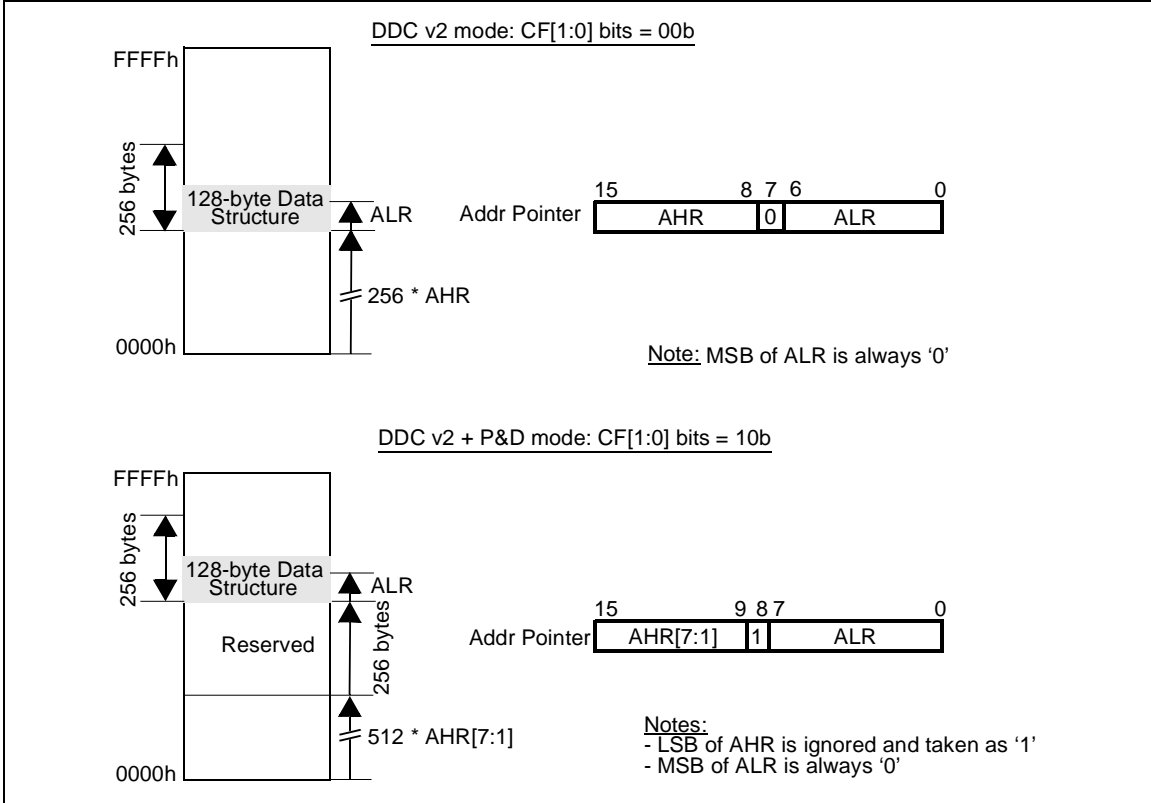 DDC v2 mode: CF[1:0] bits = 00b
FFFFh
256 bytes
128-byte Data
Structure
ALR
256 * AHR
0000h
15 8 7 6 0
Addr Pointer AHR 0 ALR
Note: MSB of ALR is always ‘0’
DDC v2 + P&D mode: CF[1:0] bits = 10b
FFFFh
256 bytes
128-byte Data
Structure
ALR
Reserved
256 bytes
512 * AHR[7:1]
0000h
15 9 8 7 0
Addr Pointer AHR[7:1] 1 ALR
Notes:
- LSB of AHR is ignored and taken as ‘1’
- MSB of ALR is always ‘0’